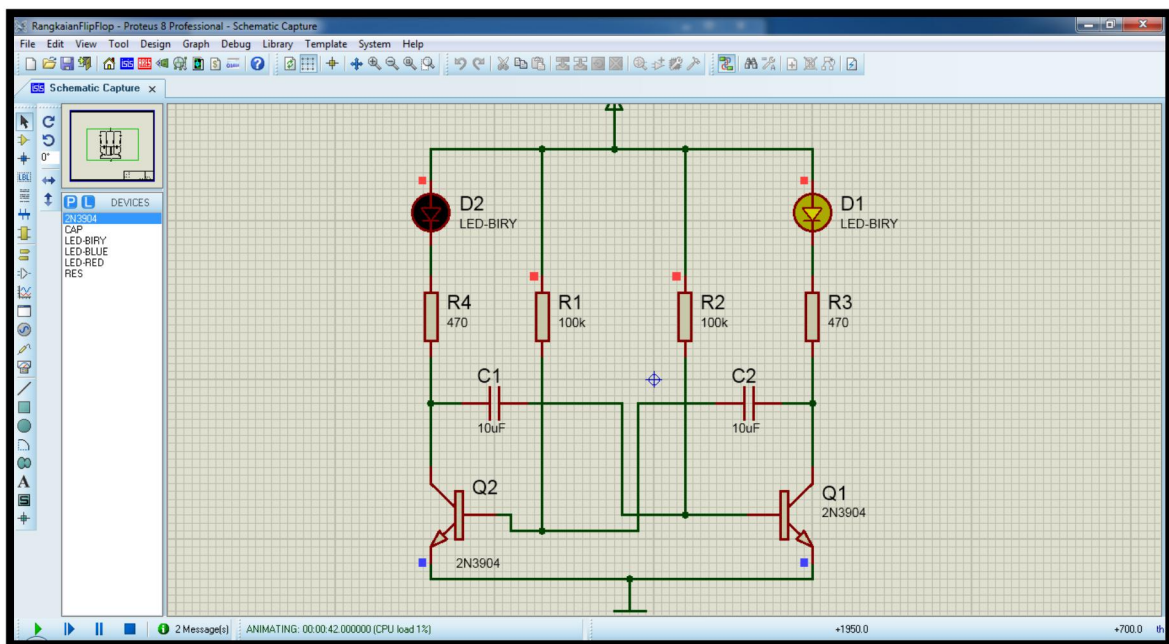 RangkaianFlipFlop - Proteus 8 Professional - Schematic Capture
File Edit View Tool Design Graph Debug Library Template System Help
Schematic Capture
0°
P L DEVICES
2N3904
CAP
LED-BIRY
LED-BLUE
LED-RED
RES
D2
LED-BIRY
D1
LED-BIRY
R4
470
R1
100k
R2
100k
R3
470
C1
10uF
C2
10uF
Q2
2N3904
Q1
2N3904
2 Message(s) ANIMATING: 00:00:42.000000 (CPU load 1%) +1950.0 +700.0 th